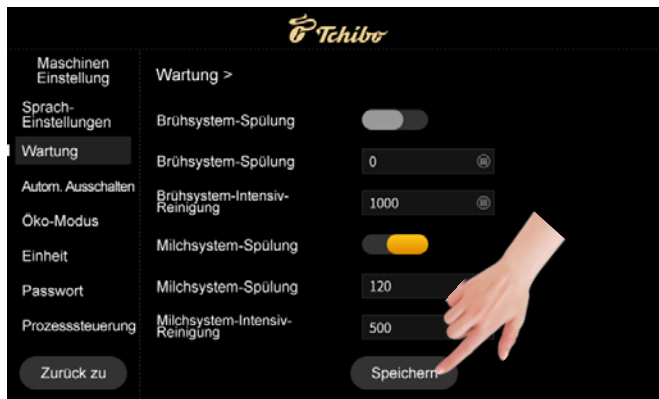 Tchibo
Maschinen
Einstellung
Wartung >
Sprach-
Einstellungen
Brühsystem-Spülung
Wartung
Brühsystem-Spülung
0
Autom. Ausschalten
Brühsystem-Intensiv-
Reinigung
1000
Öko-Modus
Milchsystem-Spülung
Einheit
Passwort
Milchsystem-Spülung
120
Prozesssteuerung
Milchsystem-Intensiv-
Reinigung
500
Zurück zu
Speichern